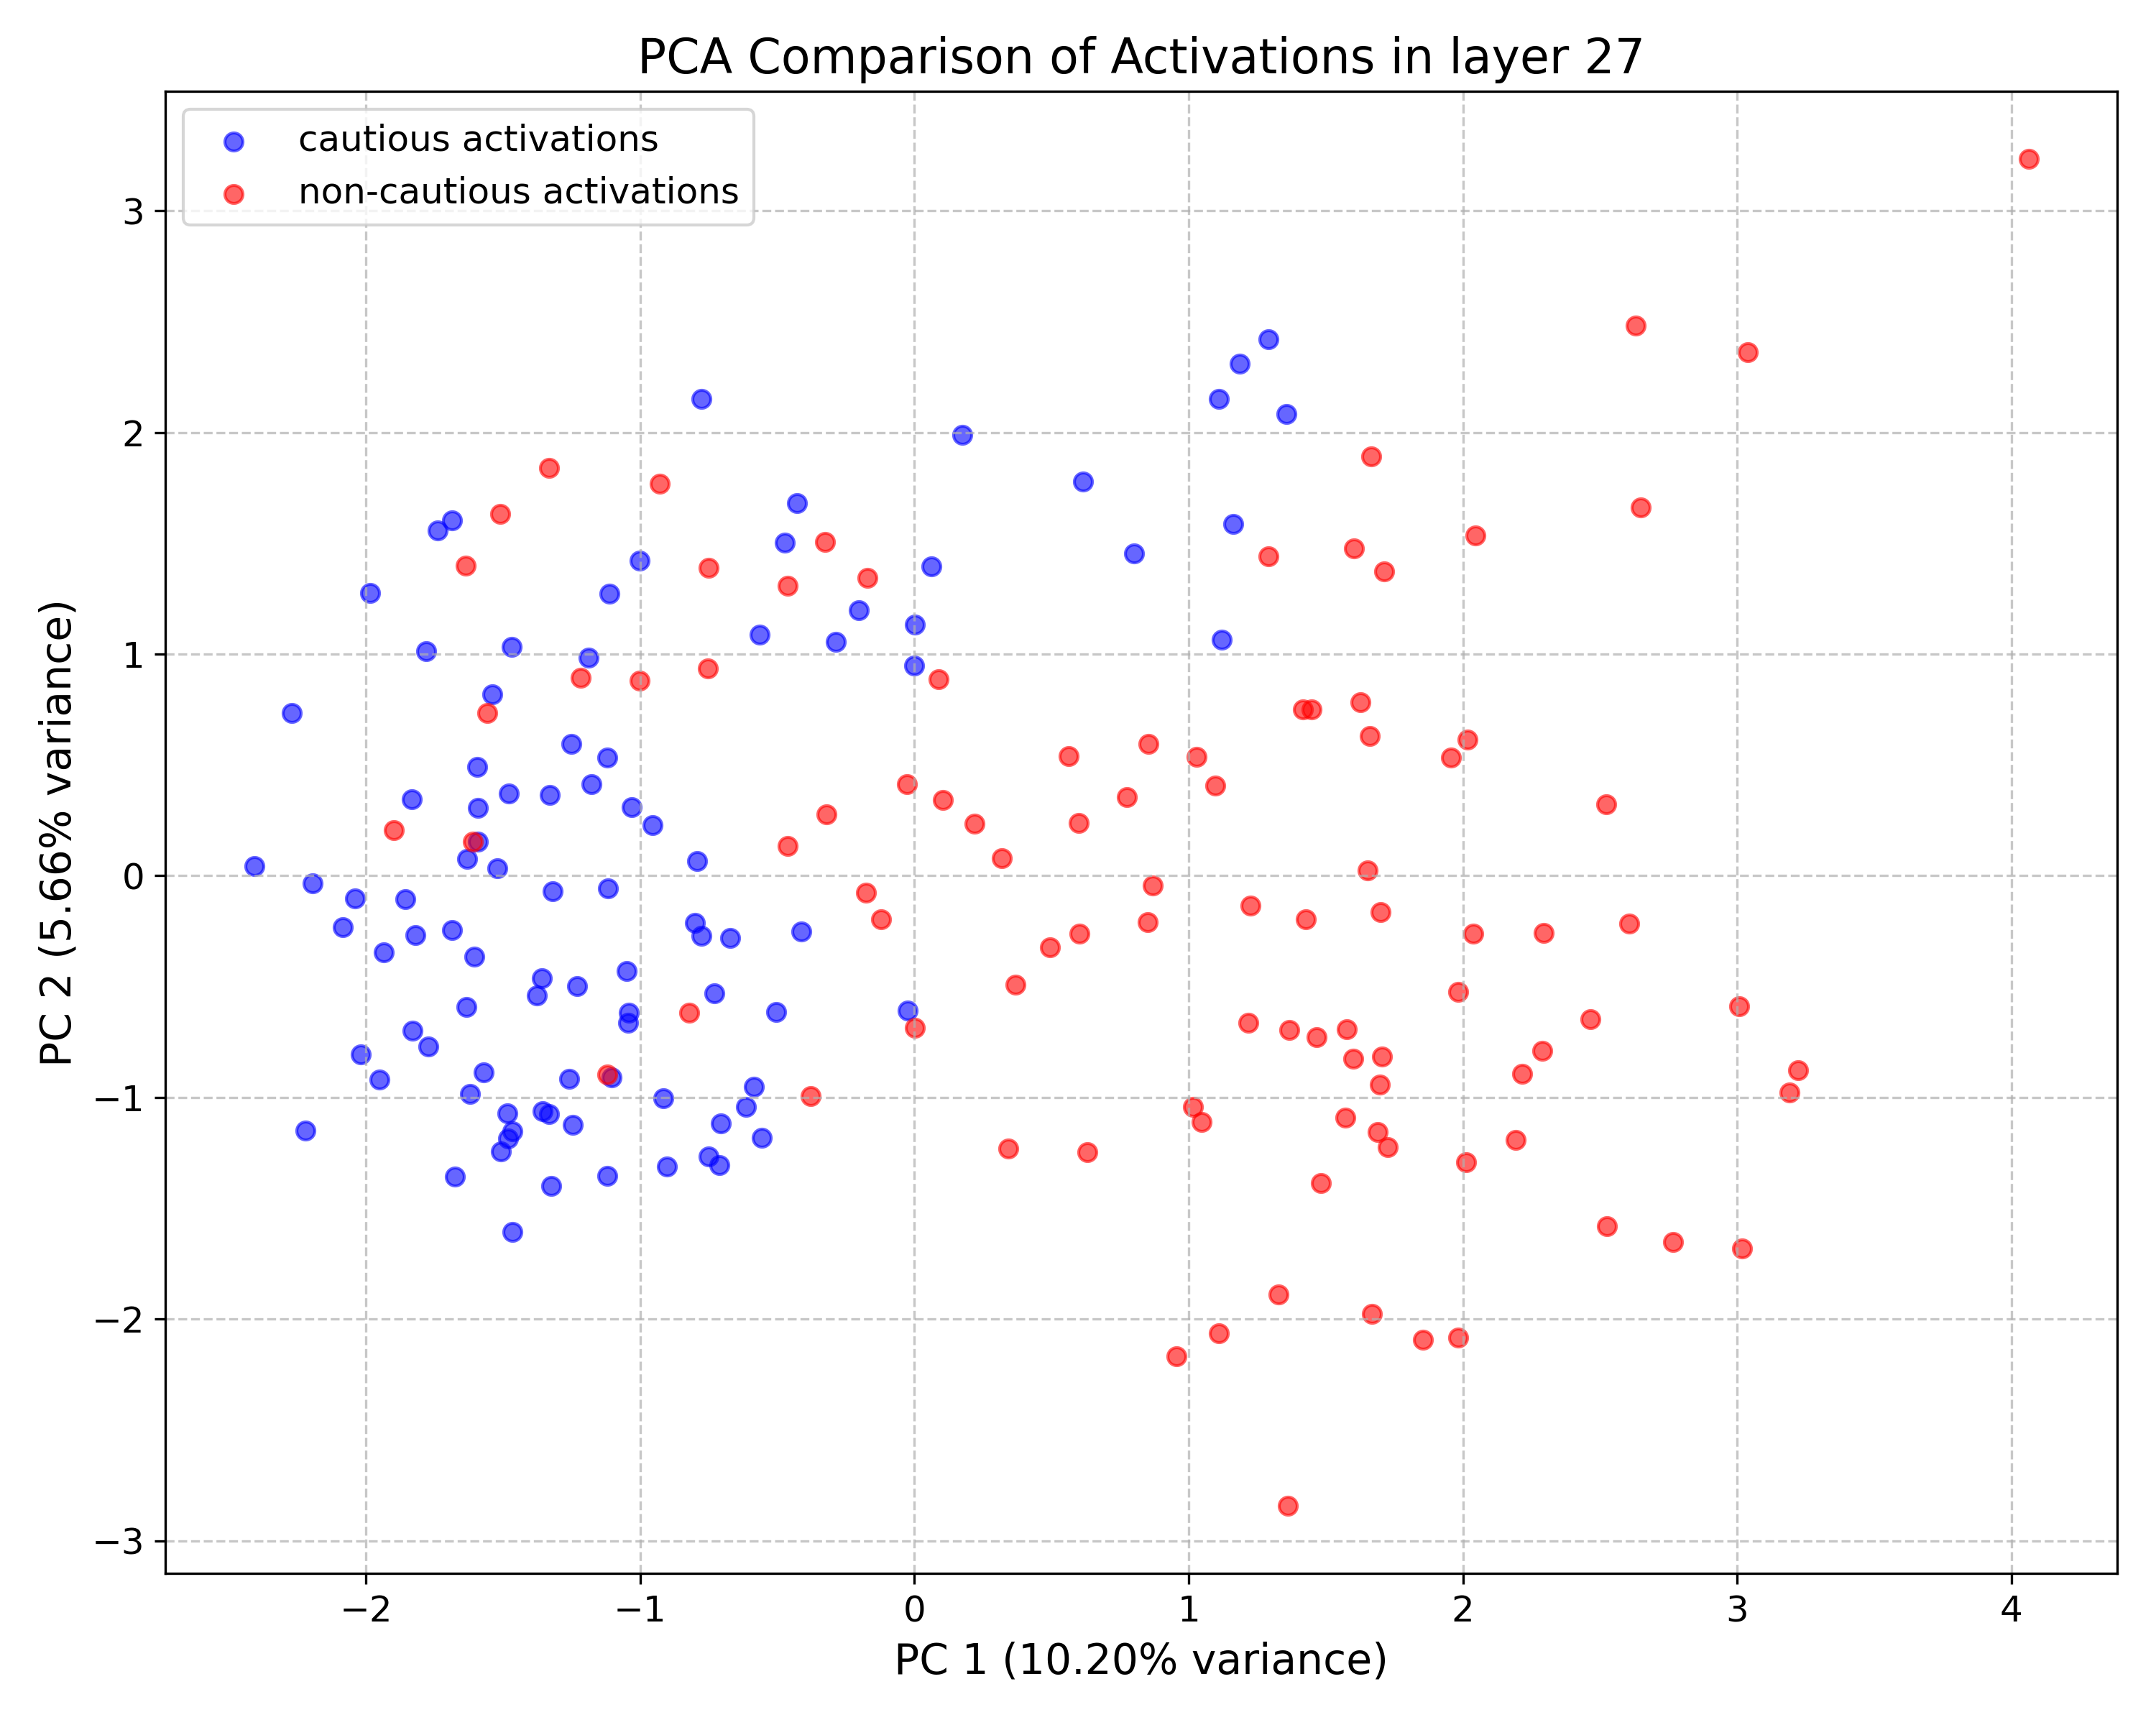 PCA Comparison of Activations in layer 27
cautious activations
non-cautious activations
3
2
1
0
−1
−2
−3
PC 2 (5.66% variance)
−2 −1 0 1 2 3 4
PC 1 (10.20% variance)